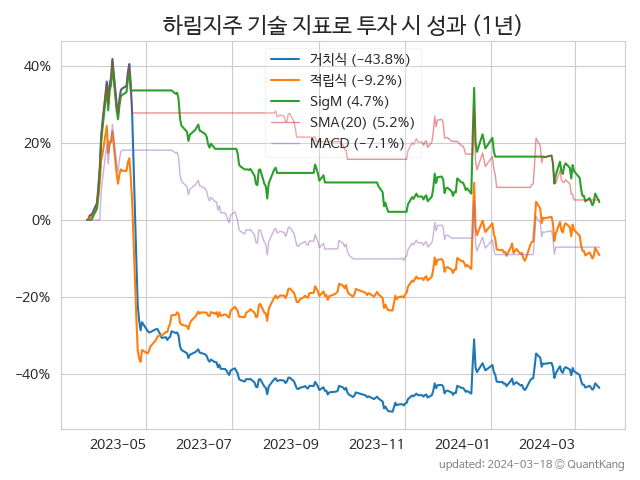 하림지주 기술 지표로 투자 시 성과 (1년)
거치식 (−43.8%)
적립식 (−9.2%)
SigM (4.7%)
SMA(20) (5.2%)
MACD (−7.1%)
40%
20%
0%
−20%
−40%
2023−05
2023−07
2023−09
2023−11
2024−01
2024−03
updated: 2024−03−18 © QuantKang